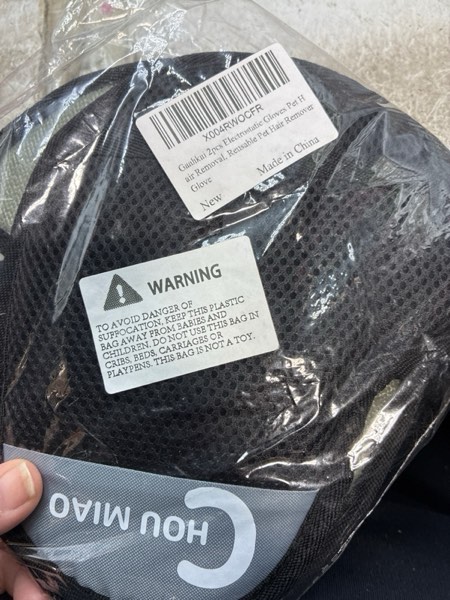 X004RWOCFR
Gaulikai 2pcs Electrostatic Gloves Pet H
air Removal, Reusable Pet Hair Remover
Glove
New
Made in China
WARNING
TO AVOID DANGER OF
SUFFOCATION, KEEP THIS PLASTIC
BAG AWAY FROM BABIES AND
CHILDREN. DO NOT USE THIS BAG IN
CRIBS, BEDS, CARRIAGES OR
PLAYPENS. THIS BAG IS NOT A TOY.
CHOU MIAO